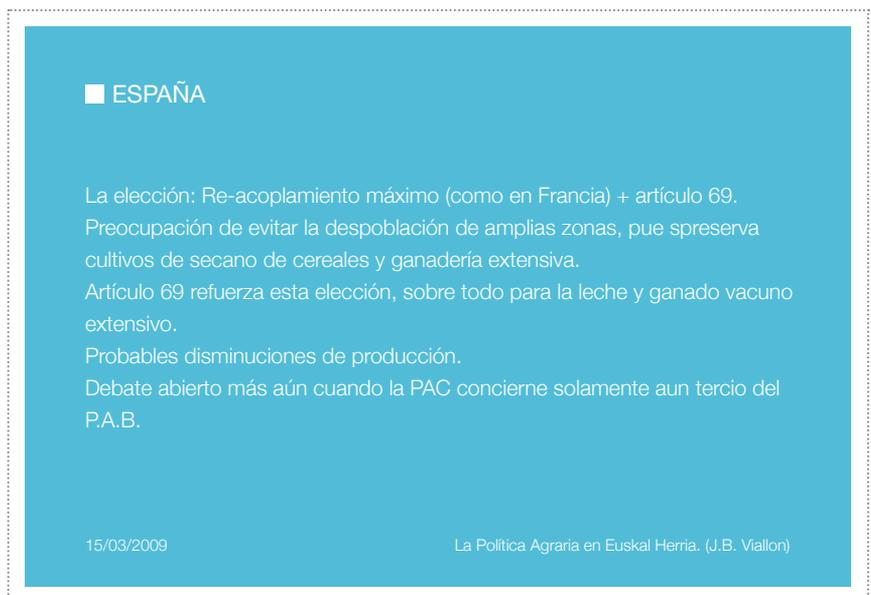 ESPAÑA
La elección: Re-acoplamiento máximo (como en Francia) + artículo 69.
Preocupación de evitar la despoblación de amplias zonas, pue spreserva
cultivos de secano de cereales y ganadería extensiva.
Artículo 69 refuerza esta elección, sobre todo para la leche y ganado vacuno
extensivo.
Probables disminuciones de producción.
Debate abierto más aún cuando la PAC concierne solamente aun tercio del
P.A.B.
15/03/2009 La Política Agraria en Euskal Herria. (J.B. Viallon)